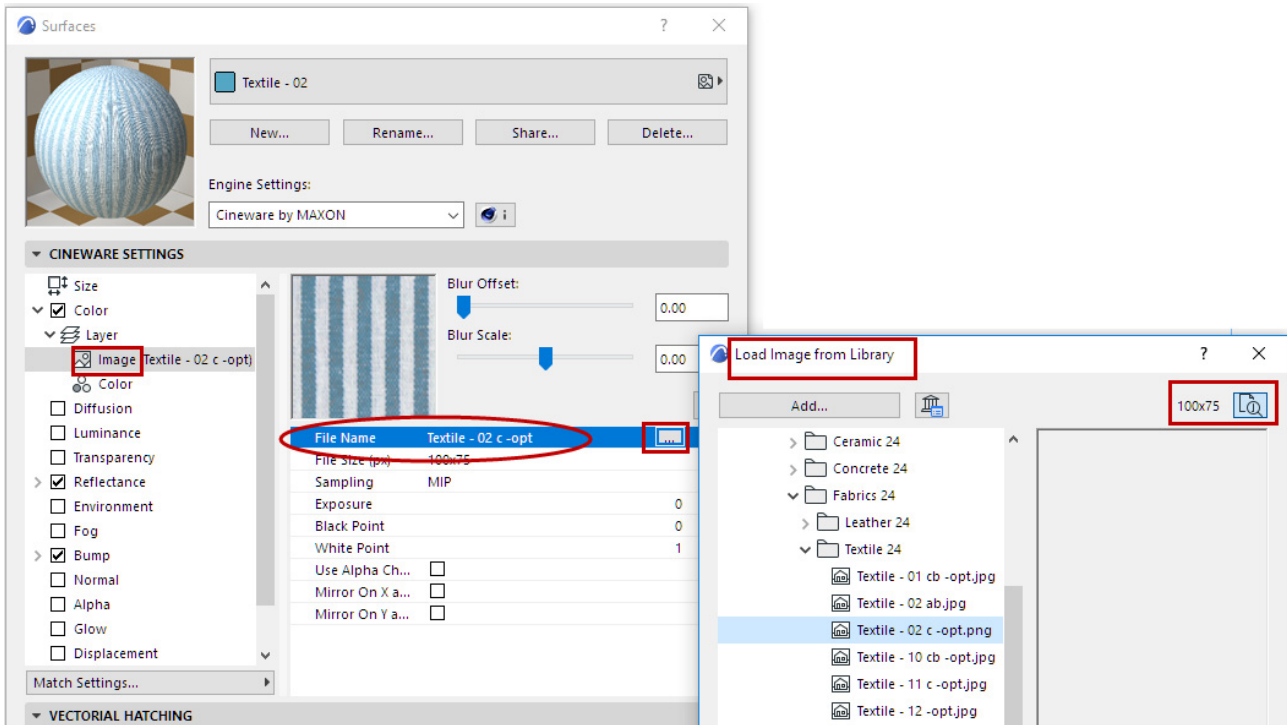 Surfaces
?
Textile - 02
New...
Rename...
Share...
Delete...
Engine Settings:
Cineware by MAXON
i
CINEWARE SETTINGS
Size
Color
Layer
Image (Textile - 02 c -opt)
Color
Diffusion
Luminance
Transparency
Reflectance
Environment
Fog
Bump
Normal
Alpha
Glow
Displacement
Match Settings...
VECTORIAL HATCHING
Blur Offset:
0.00
Blur Scale:
0.00
File Name Textile - 02 c -opt ...
File Size (px) 100x75
Sampling MIP
Exposure 0
Black Point 0
White Point 1
Use Alpha Ch...
Mirror On X a...
Mirror On Y a...
Load Image from Library
?
Add...
100x75
Ceramic 24
Concrete 24
Fabrics 24
Leather 24
Textile 24
Textile - 01 cb -opt.jpg
Textile - 02 ab.jpg
Textile - 02 c -opt.png
Textile - 10 cb -opt.jpg
Textile - 11 c -opt.jpg
Textile - 12 -opt.jpg